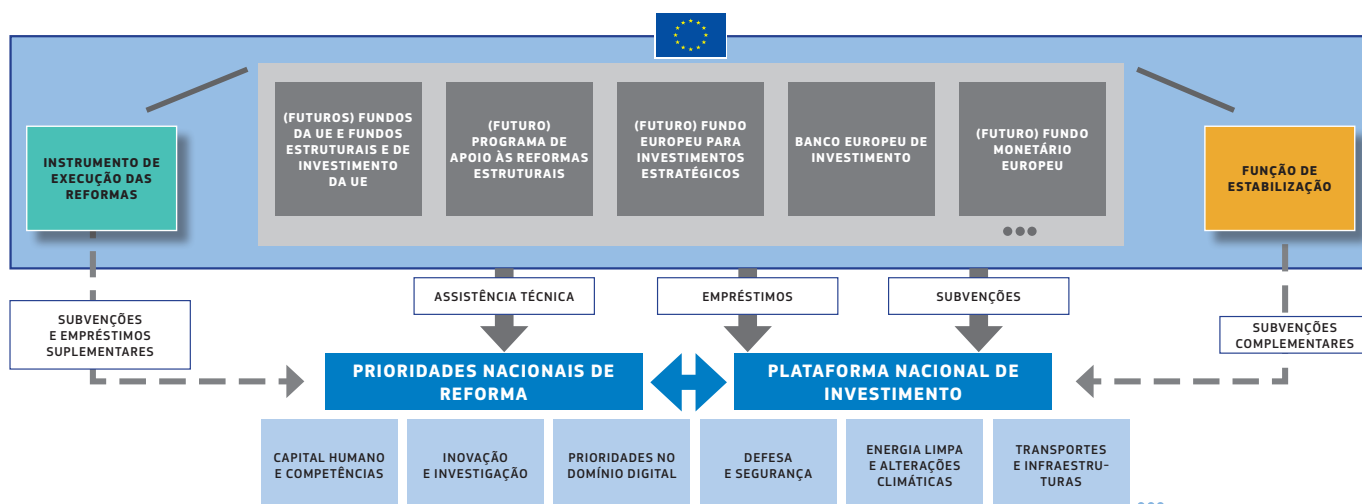 INSTRUMENTO DE
EXECUÇÃO DAS
REFORMAS
(FUTUROS) FUNDOS
DA UE E FUNDOS
ESTRUTURAIS E DE
INVESTIMENTO
DA UE
(FUTURO)
PROGRAMA DE
APOIO ÀS REFORMAS
ESTRUTURAIS
(FUTURO) FUNDO
EUROPEU PARA
INVESTIMENTOS
ESTRATÉGICOS
BANCO EUROPEU DE
INVESTIMENTO
(FUTURO) FUNDO
MONETÁRIO
EUROPEU
FUNÇÃO DE
ESTABILIZAÇÃO
SUBVENÇÕES
E EMPRÉSTIMOS
SUPLEMENTARES
ASSISTÊNCIA TÉCNICA
EMPRÉSTIMOS
SUBVENÇÕES
SUBVENÇÕES
COMPLEMENTARES
PRIORIDADES NACIONAIS DE
REFORMA
PLATAFORMA NACIONAL DE
INVESTIMENTO
CAPITAL HUMANO
E COMPETÊNCIAS
INOVAÇÃO
E INVESTIGAÇÃO
PRIORIDADES NO
DOMÍNIO DIGITAL
DEFESA
E SEGURANÇA
ENERGIA LIMPA
E ALTERAÇÕES
CLIMÁTICAS
TRANSPORTES
E INFRAESTRU-
TURAS